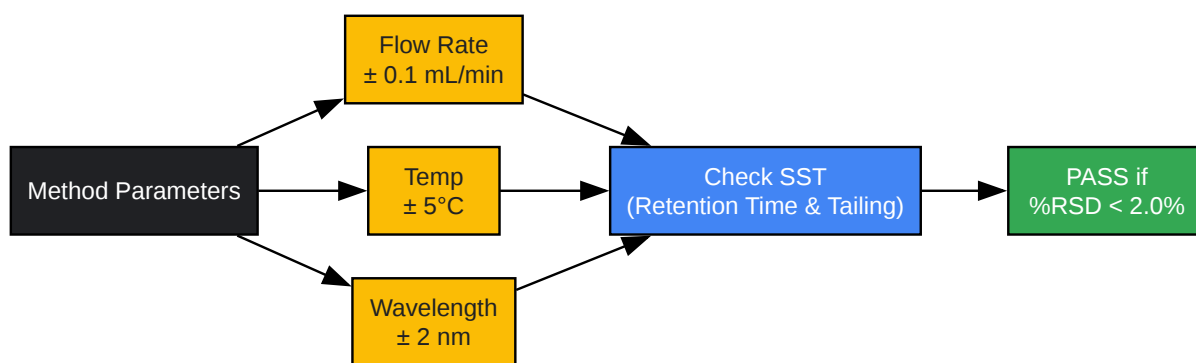 Flow Rate
± 0.1 mL/min
Method Parameters
Temp
± 5°C
Check SST
(Retention Time & Tailing)
PASS if
%RSD < 2.0%
Wavelength
± 2 nm